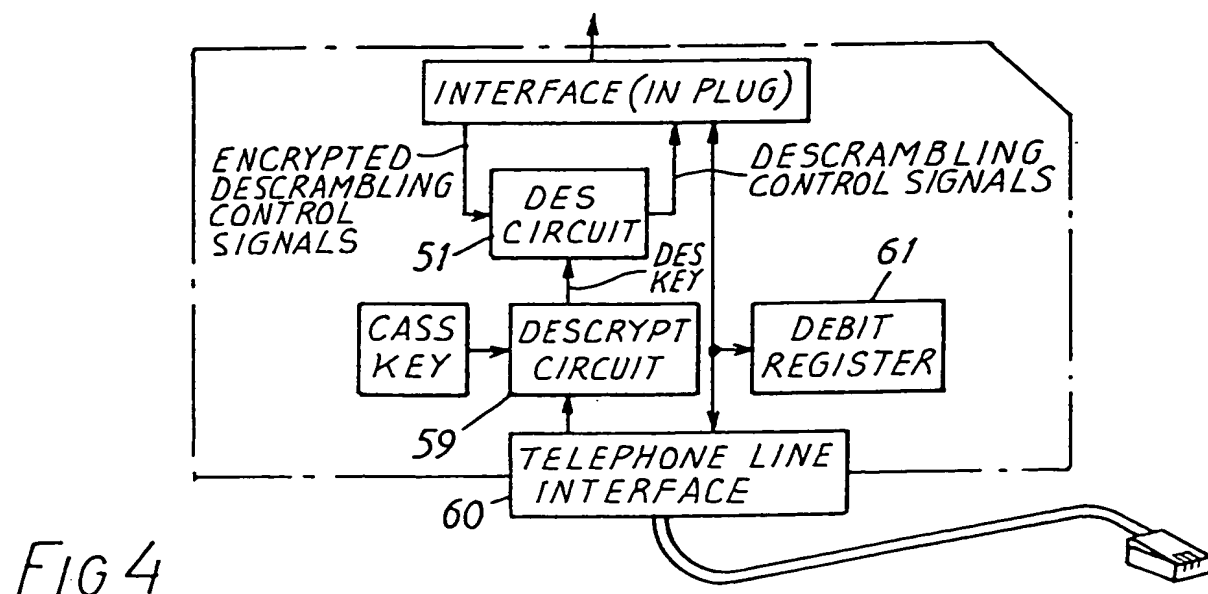 INTERFACE (IN PLUG)
ENCRYPTED
DESCRAMBLING
CONTROL
SIGNALS
DESCRAMBLING
CONTROL SIGNALS
DES
CIRCUIT
51
DES
KEY
61
CASS
KEY
DESCRYPT
CIRCUIT
DEBIT
REGISTER
59
TELEPHONE LINE
INTERFACE
60
FIG 4